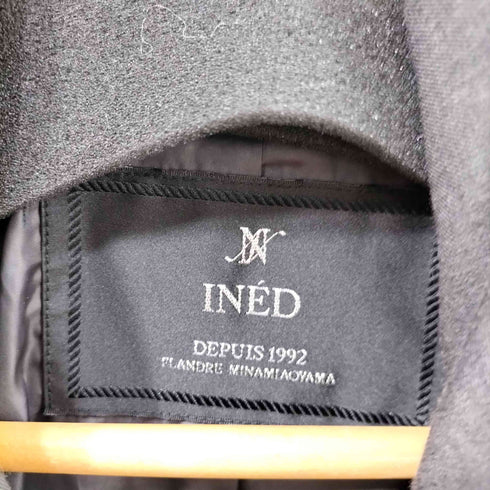 INÉD
DEPUIS 1992
FLANDRE MINAMIAOYAMA